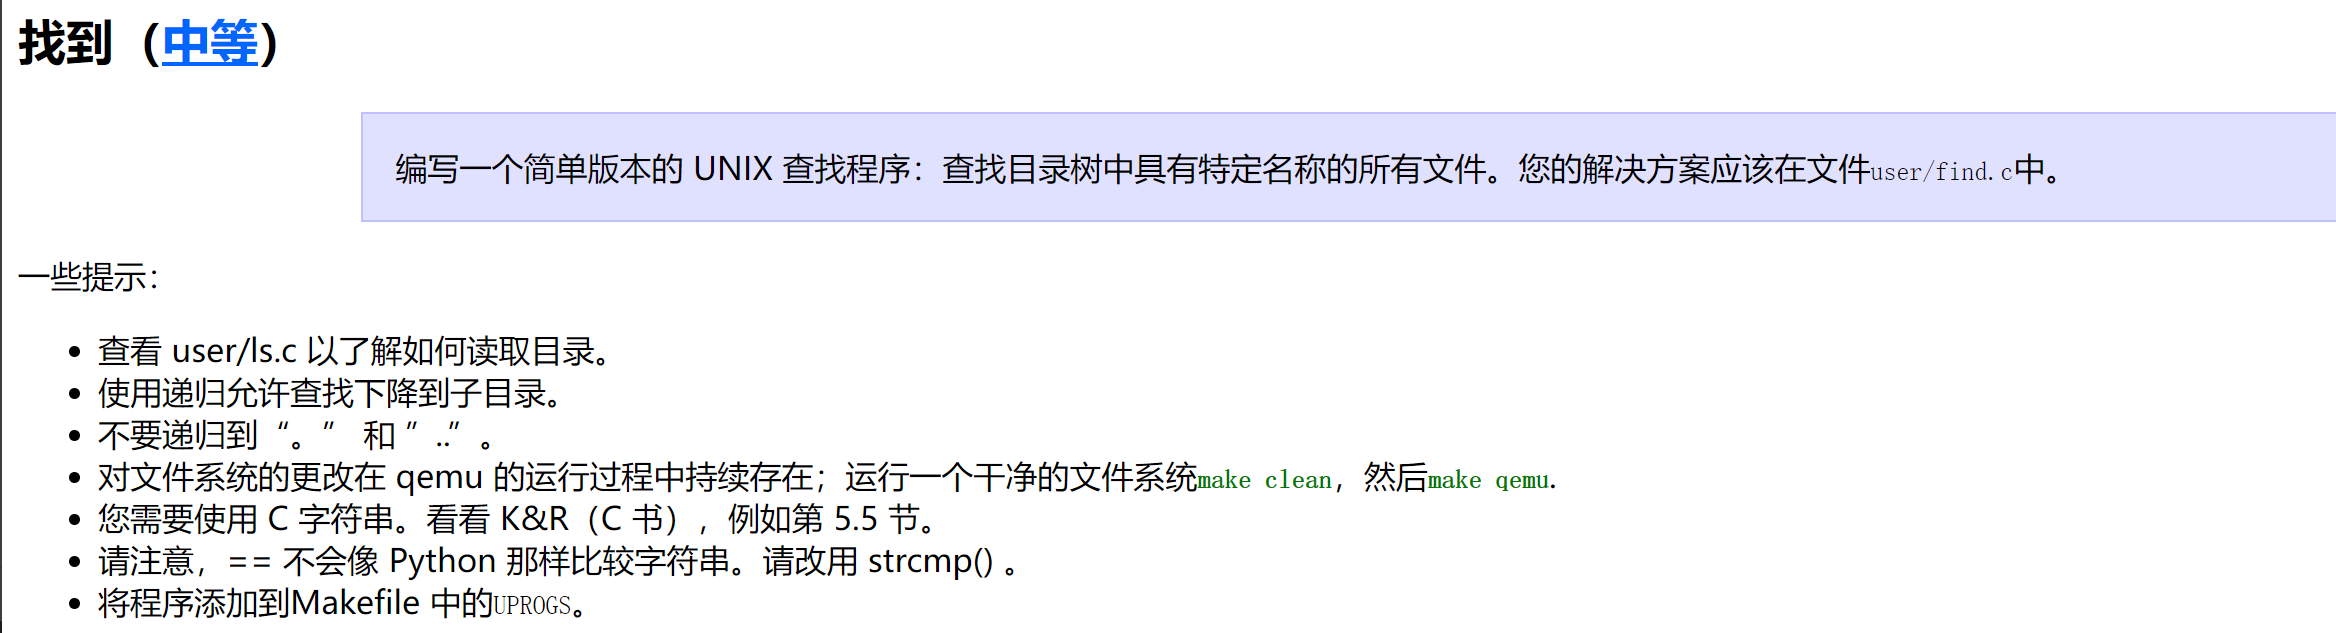 找到（中等）
编写一个简单版本的 UNIX 查找程序：查找目录树中具有特定名称的所有文件。您的解决方案应该在文件user/find.c中。
一些提示：
• 查看 user/ls.c 以了解如何读取目录。
• 使用递归允许查找下降到子目录。
• 不要递归到“。” 和 ”..”。
• 对文件系统的更改在 qemu 的运行过程中持续存在；运行一个干净的文件系统make clean，然后make qemu.
• 您需要使用 C 字符串。看看 K&R（C 书），例如第 5.5 节。
• 请注意，== 不会像 Python 那样比较字符串。请改用 strcmp() 。
• 将程序添加到Makefile 中的UPROGS。